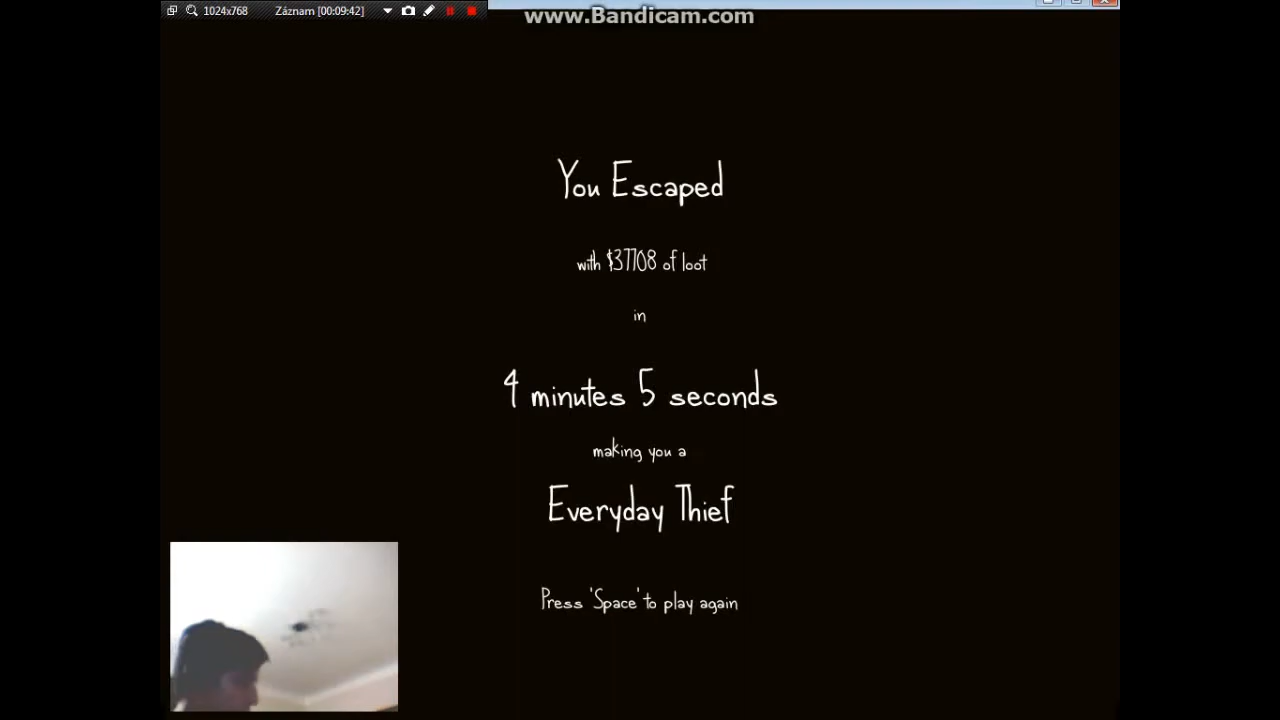 1024x768 Záznam [00:09:42]
www.Bandicam.com
You Escaped
with $37708 of loot
in
4 minutes 5 seconds
making you a
Everyday Thief
Press 'Space' to play again